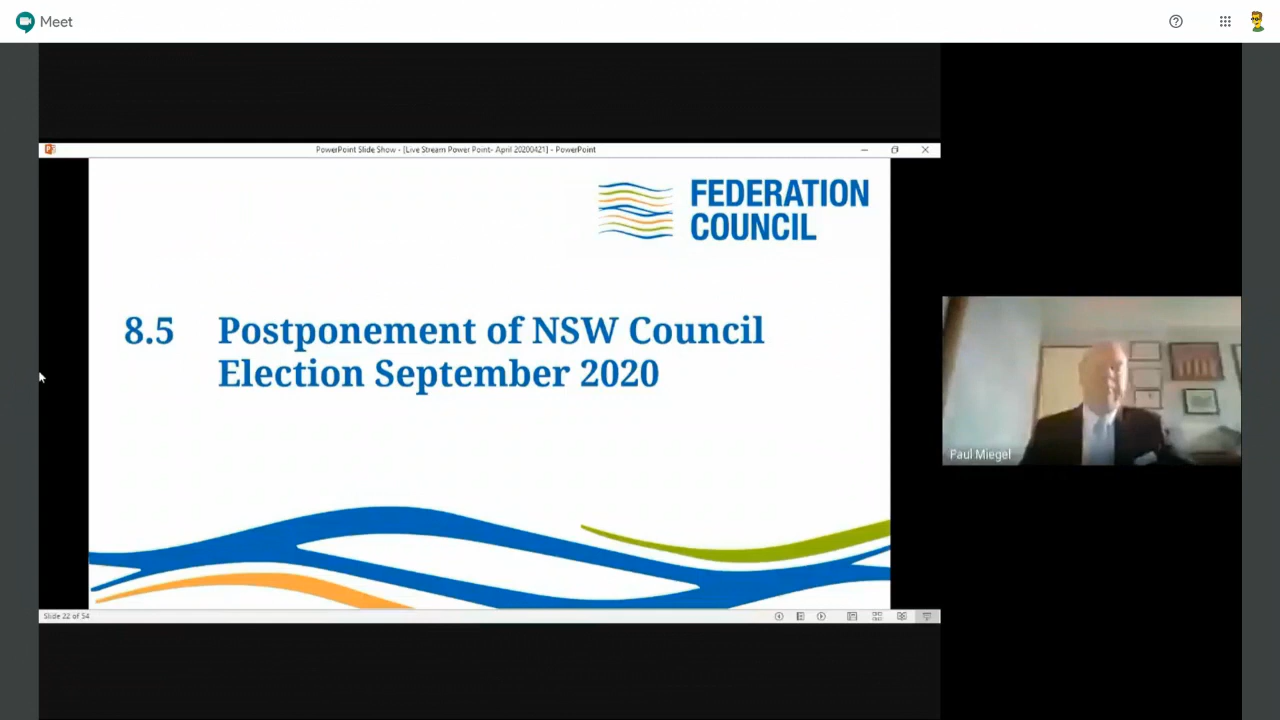 Meet
PowerPoint Slide Show - [Live Stream Power Point- April 20200421] - PowerPoint
FEDERATION
COUNCIL
8.5 Postponement of NSW Council
Election September 2020
Paul Miegel
Slide 22 of 54